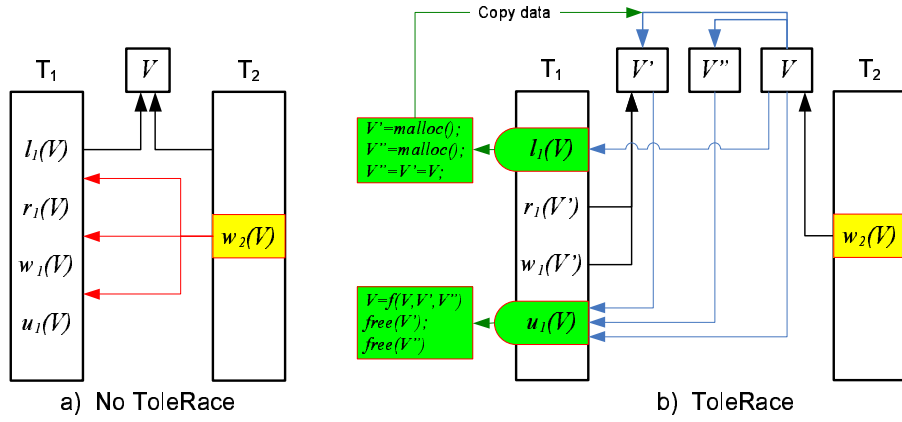 Copy data
T₁
V
T₂
l₁(V)
r₁(V)
w₁(V)
u₁(V)
w₂(V)
a) No ToleRace
T₁
V'
V''
V
T₂
V'=malloc();
V''=malloc();
V''=V'=V;
l₁(V)
r₁(V')
w₁(V')
w₂(V)
V=f(V,V',V'')
free(V');
free(V'')
u₁(V)
b) ToleRace